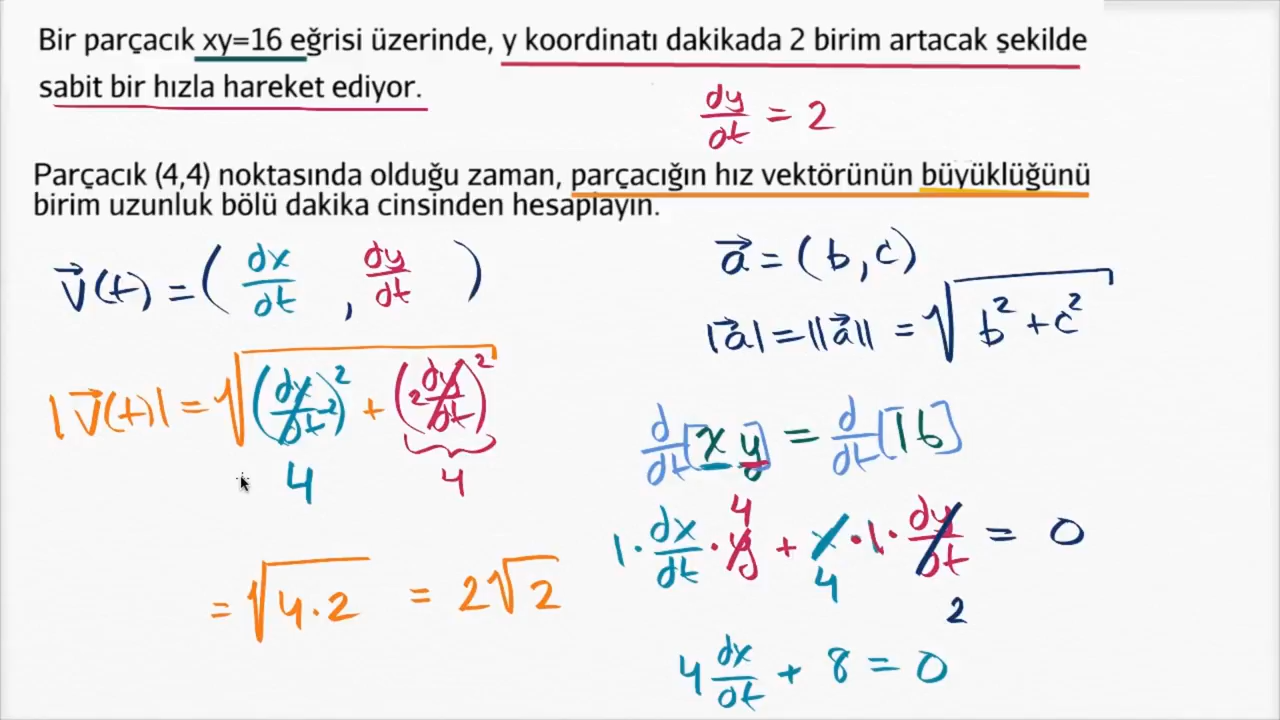 Bir parçacık xy=16 eğrisi üzerinde, y koordinatı dakikada 2 birim artacak şekilde
sabit bir hızla hareket ediyor.
dy/dt = 2
Parçacık (4,4) noktasında olduğu zaman, parçacığın hız vektörünün büyüklüğünü
birim uzunluk bölü dakika cinsinden hesaplayın.
v⃗(t) = (dx/dt, dy/dt)
|v⃗(t)| = √((dx/dt)² + (dy/dt)²)
-2 2
4 4
= √4·2 = 2√2
a⃗ = (b, c)
|a⃗| = ||a⃗|| = √b² + c²
d/dt[xy] = d/dt[16]
1·dx/dt·y + x·1·dy/dt = 0
4 4 2
4 dx/dt + 8 = 0